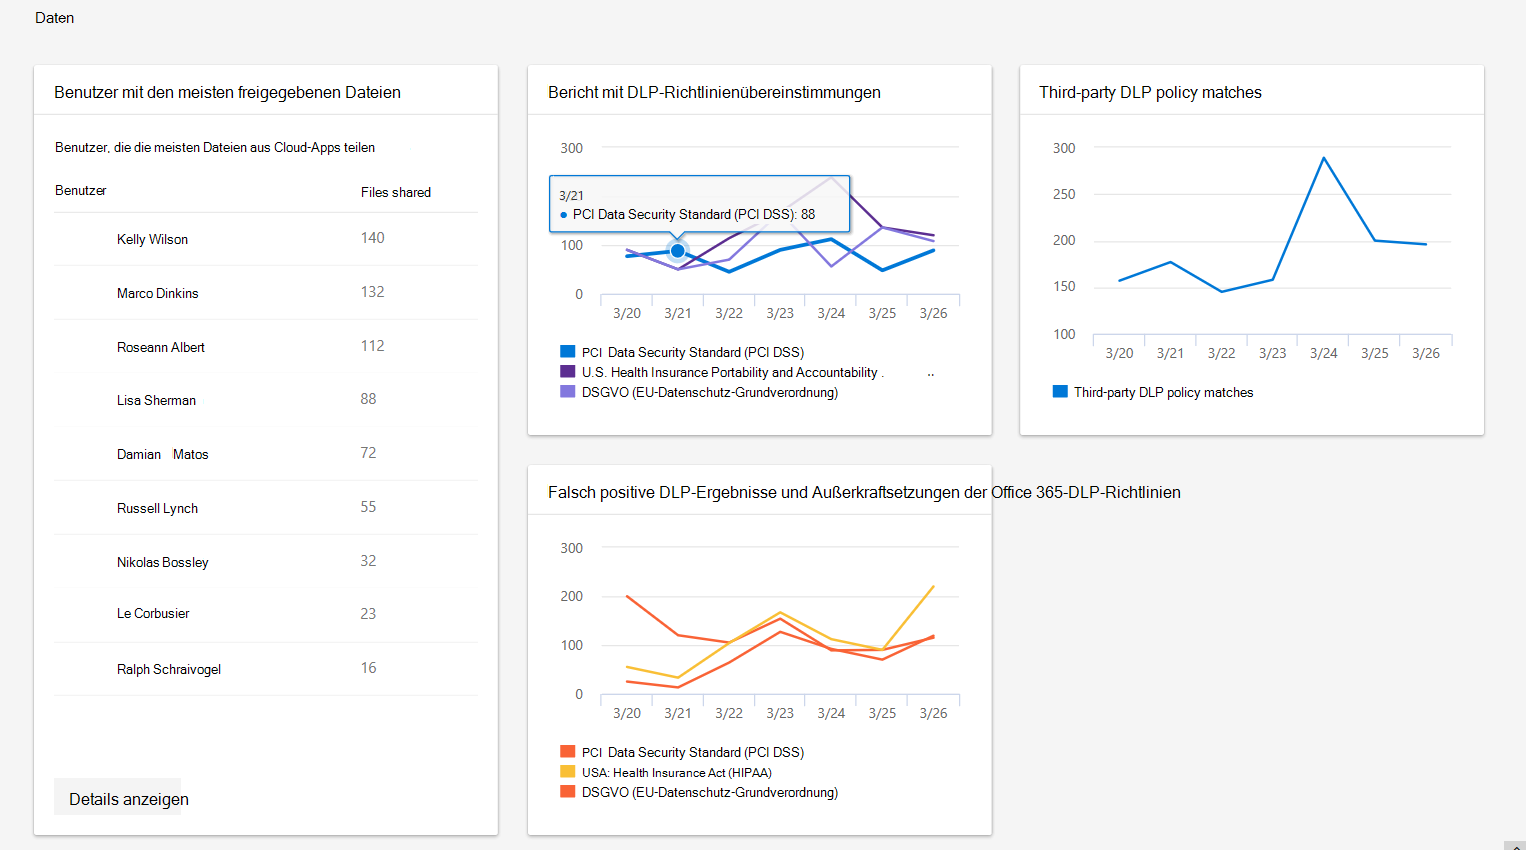 Daten
Benutzer mit den meisten freigegebenen Dateien
Benutzer, die die meisten Dateien aus Cloud-Apps teilen
Benutzer Files shared
Kelly Wilson 140
Marco Dinkins 132
Roseann Albert 112
Lisa Sherman 88
Damian Matos 72
Russell Lynch 55
Nikolas Bossley 32
Le Corbusier 23
Ralph Schraivogel 16
Details anzeigen
Bericht mit DLP-Richtlinienübereinstimmungen
300
3/21
PCI Data Security Standard (PCI DSS): 88
100
0
3/20 3/21 3/22 3/23 3/24 3/25 3/26
PCI Data Security Standard (PCI DSS)
U.S. Health Insurance Portability and Accountability . ..
DSGVO (EU-Datenschutz-Grundverordnung)
Third-party DLP policy matches
300
250
200
150
100
3/20 3/21 3/22 3/23 3/24 3/25 3/26
Third-party DLP policy matches
Falsch positive DLP-Ergebnisse und Außerkraftsetzungen der Office 365-DLP-Richtlinien
300
200
100
0
3/20 3/21 3/22 3/23 3/24 3/25 3/26
PCI Data Security Standard (PCI DSS)
USA: Health Insurance Act (HIPAA)
DSGVO (EU-Datenschutz-Grundverordnung)